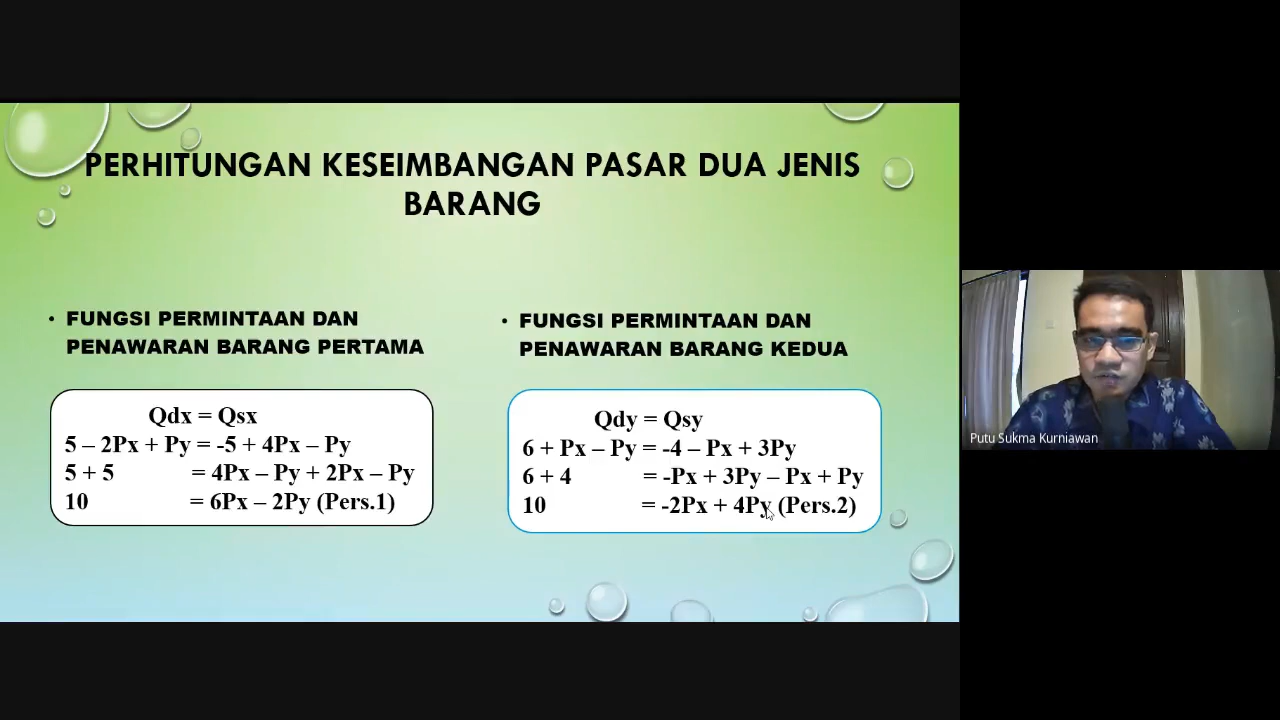 PERHITUNGAN KESEIMBANGAN PASAR DUA JENIS
BARANG
• FUNGSI PERMINTAAN DAN
PENAWARAN BARANG PERTAMA
Qdx = Qsx
5 – 2Px + Py = -5 + 4Px – Py
5 + 5 = 4Px – Py + 2Px – Py
10 = 6Px – 2Py (Pers.1)
• FUNGSI PERMINTAAN DAN
PENAWARAN BARANG KEDUA
Qdy = Qsy
6 + Px – Py = -4 – Px + 3Py
6 + 4 = -Px + 3Py – Px + Py
10 = -2Px + 4Py (Pers.2)
Putu Sukma Kurniawan